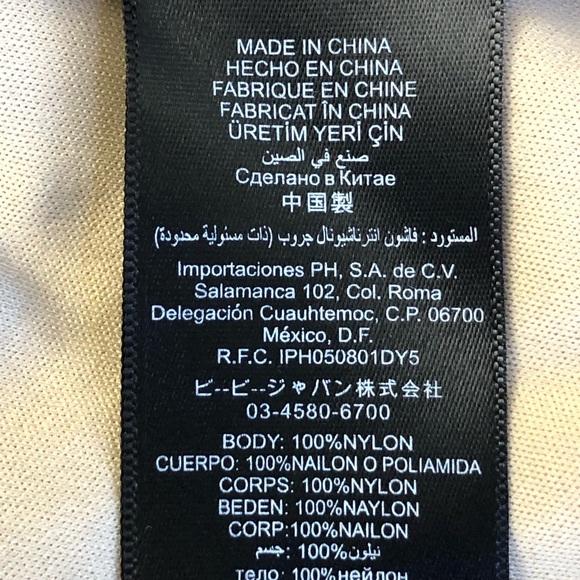 MADE IN CHINA
HECHO EN CHINA
FABRIQUE EN CHINE
FABRICAT ÎN CHINA
ÜRETİM YERİ ÇİN
صنع في الصين
Сделано в Китае
中国製
المستورد : فاشون انترناشيونال جروب (ذات مسئولية محدودة)
Importaciones PH, S.A. de C.V.
Salamanca 102, Col. Roma
Delegación Cuauhtemoc, C.P. 06700
México, D.F.
R.F.C. IPH050801DY5
ビ--ビ--ジャバン株式会社
03-4580-6700
BODY: 100%NYLON
CUERPO: 100%NAILON O POLIAMIDA
CORPS: 100%NYLON
BEDEN: 100%NAYLON
CORP:100%NAILON
نيلون%100 :جسم
тело: 100%нейлон